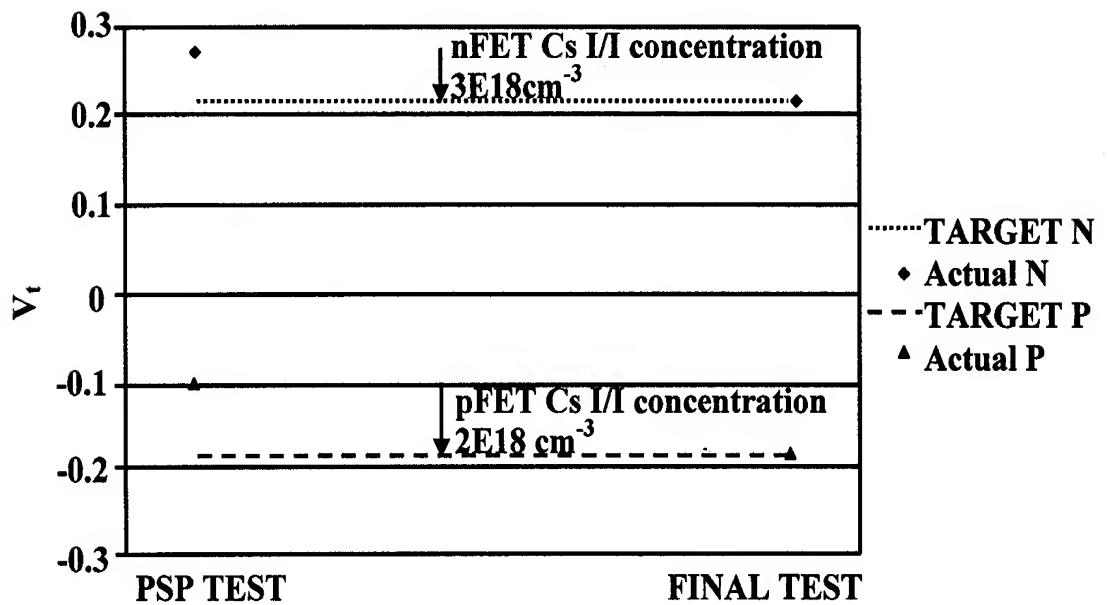 0.3
0.2
0.1
0
-0.1
-0.2
-0.3
Vt
nFET Cs I/I concentration
3E18cm-3
pFET Cs I/I concentration
2E18 cm-3
PSP TEST
FINAL TEST
TARGET N
Actual N
TARGET P
Actual P